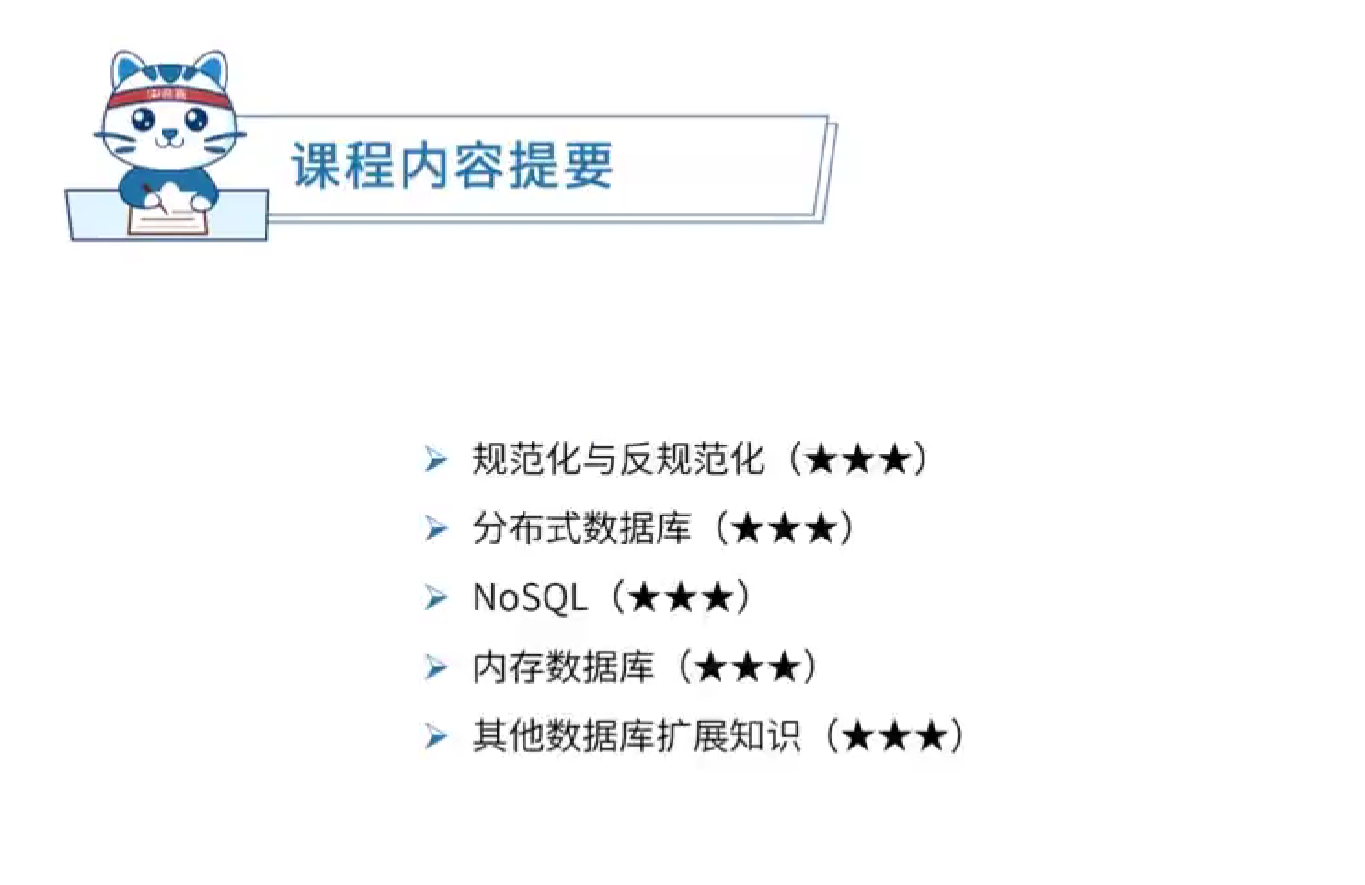 课程内容提要
规范化与反规范化（★★★）
分布式数据库（★★★）
NoSQL（★★★）
内存数据库（★★★）
其他数据库扩展知识（★★★）